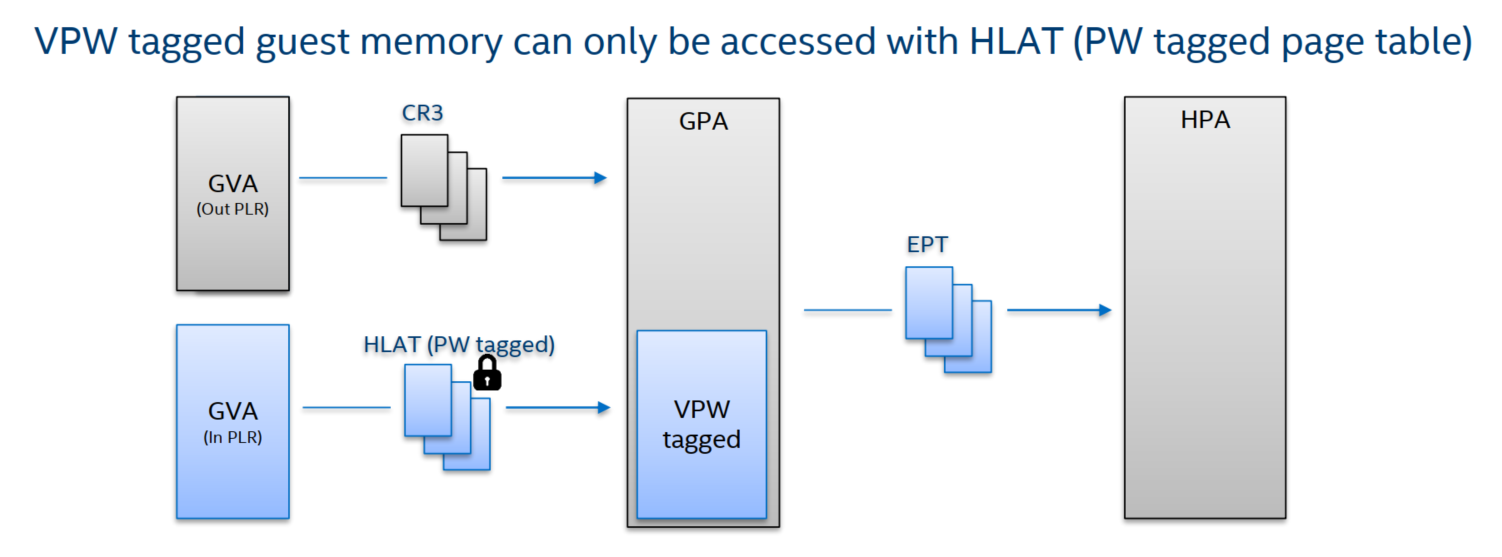 VPW tagged guest memory can only be accessed with HLAT (PW tagged page table)
CR3
GVA
(Out PLR)
GPA
HPA
EPT
HLAT (PW tagged)
GVA
(In PLR)
VPW
tagged